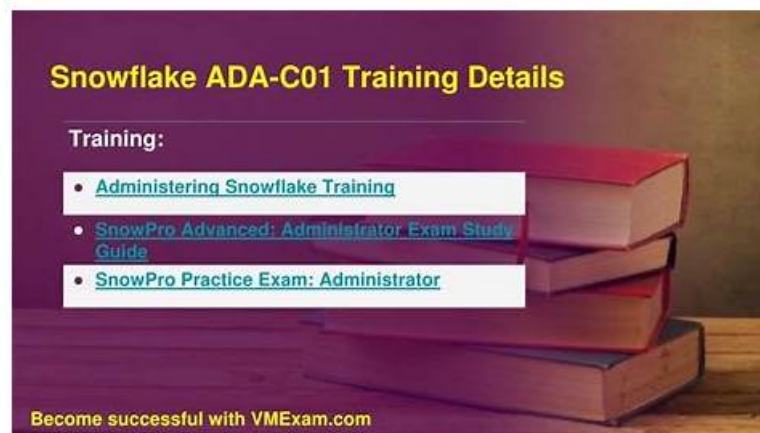 Snowflake ADA-C01 Training Details
Training:
• Administering Snowflake Training
• SnowPro Advanced: Administrator Exam Study
Guide
• SnowPro Practice Exam: Administrator
Become successful with VMExam.com